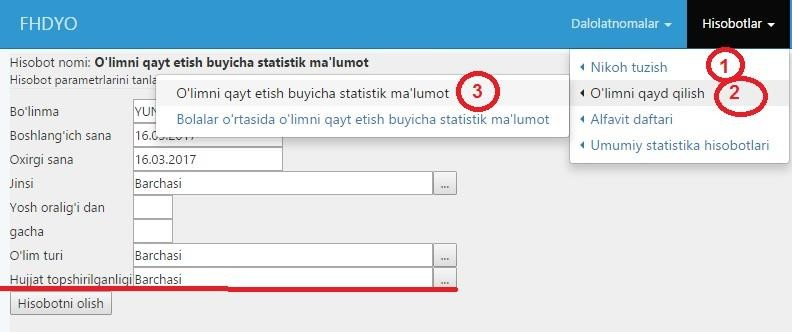 FHDYO
Dalolatnomalar
Hisobotlar
Hisobot nomi: O'limni qayt etish buyicha statistik ma'lumot
Hisobot parametrlarini tanla
Nikoh tuzish
1
O'limni qayd qilish
2
Alfavit daftari
Umumiy statistika hisobotlari
O'limni qayt etish buyicha statistik ma'lumot
3
Bolalar o'rtasida o'limni qayt etish buyicha statistik ma'lumot
Bo'linma YUN
Boshlang'ich sana 16.03.2017
Oxirgi sana 16.03.2017
Jinsi Barchasi ...
Yosh oralig'i dan
gacha
O'lim turi Barchasi ...
Hujjat topshirilganligi Barchasi ...
Hisobotni olish